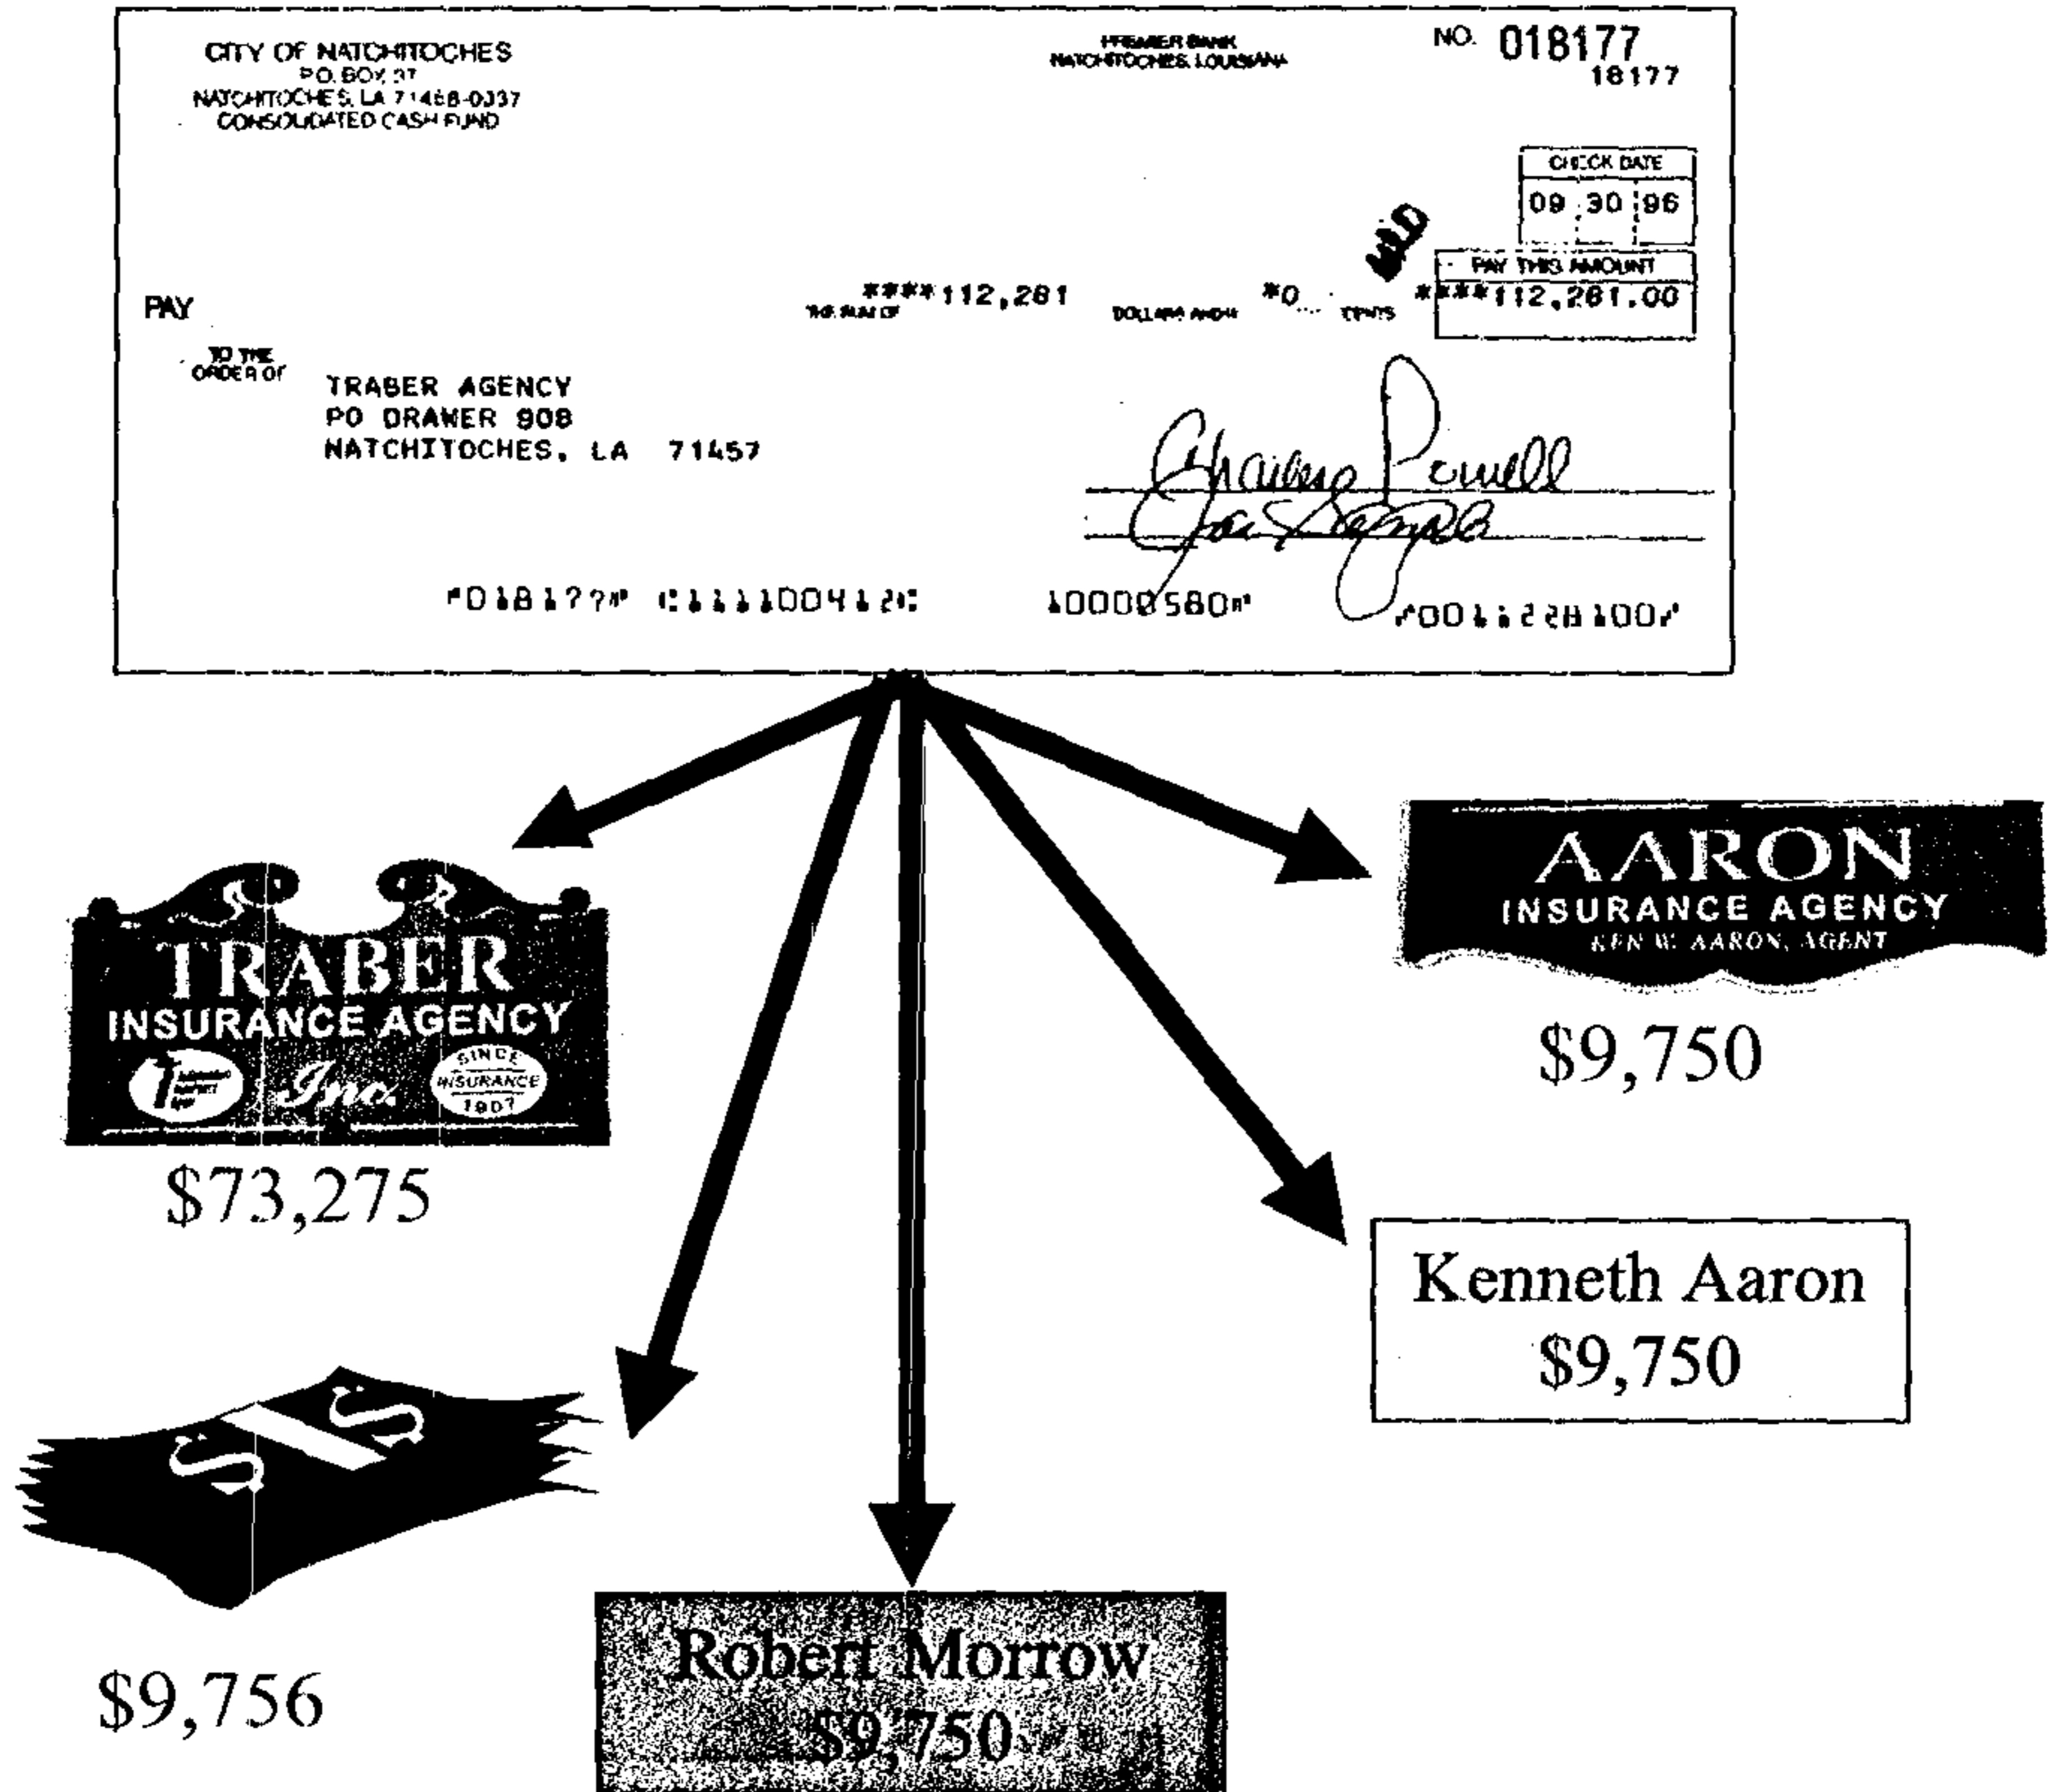 CITY OF NATCHITOCHES
P.O. BOX 37
NATCHITOCHES, LA 71458-0037
CONSOLIDATED CASH FUND
PREMIER BANK
NATCHITOCHES, LOUISIANA
NO. 018177
18177
CHECK DATE
09 30 96
PAY THIS AMOUNT
****112,281.00
PAY
THE SUM OF
****112,281
DOLLARS AND
*0
CENTS
TO THE
ORDER OF
TRABER AGENCY
PO DRAWER 908
NATCHITOCHES, LA 71457
Powell
10000580
TRABER
INSURANCE AGENCY
Inc.
SINCE
INSURANCE
1907
$73,275
AARON
INSURANCE AGENCY
KEN W. AARON, AGENT
$9,750
Kenneth Aaron
$9,750
$ $
$9,756
Robert Morrow
$9,750